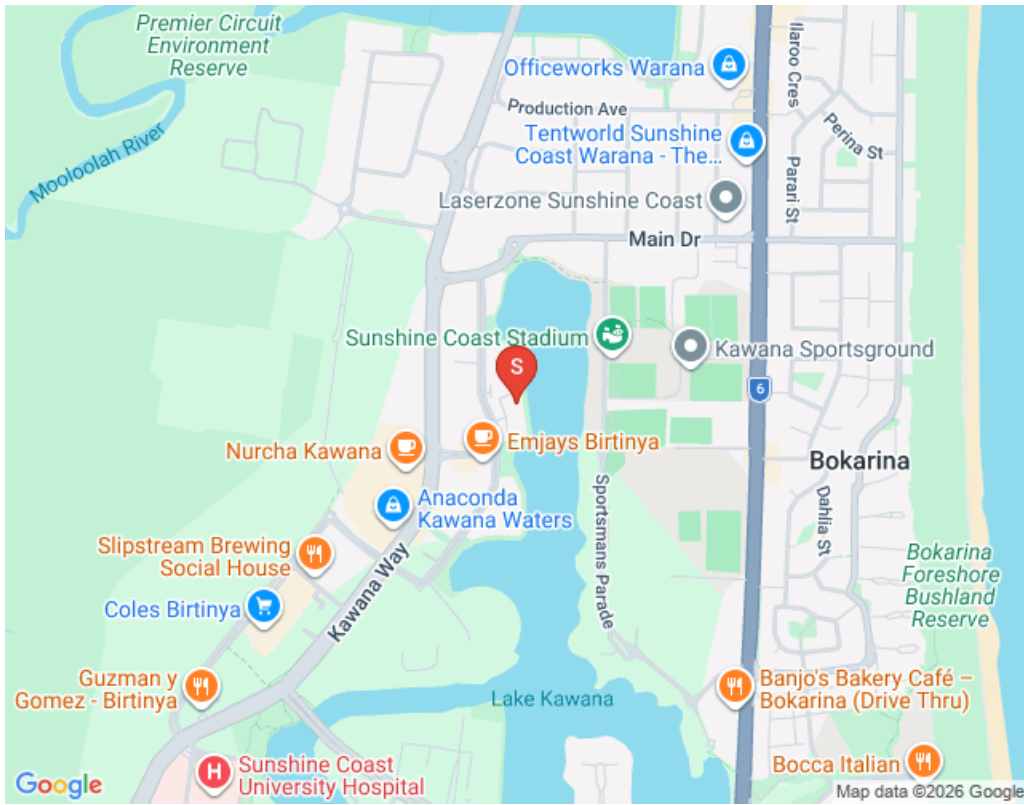 Premier Circuit
Environment
Reserve
Mooloolah River
Officeworks Warana
Production Ave
Tentworld Sunshine
Coast Warana - The...
Laserzone Sunshine Coast
Main Dr
Ilaroo Cres
Perina St
Parari St
Sunshine Coast Stadium
Kawana Sportsground
S
6
Nurcha Kawana
Emjays Birtinya
Bokarina
Anaconda
Kawana Waters
Sportsmans Parade
Dahlia St
Slipstream Brewing
Social House
Kawana Way
Coles Birtinya
Bokarina
Foreshore
Bushland
Reserve
Guzman y
Gomez - Birtinya
Lake Kawana
Banjo's Bakery Café –
Bokarina (Drive Thru)
H
Sunshine Coast
University Hospital
Bocca Italian
Google
Map data ©2026 Google